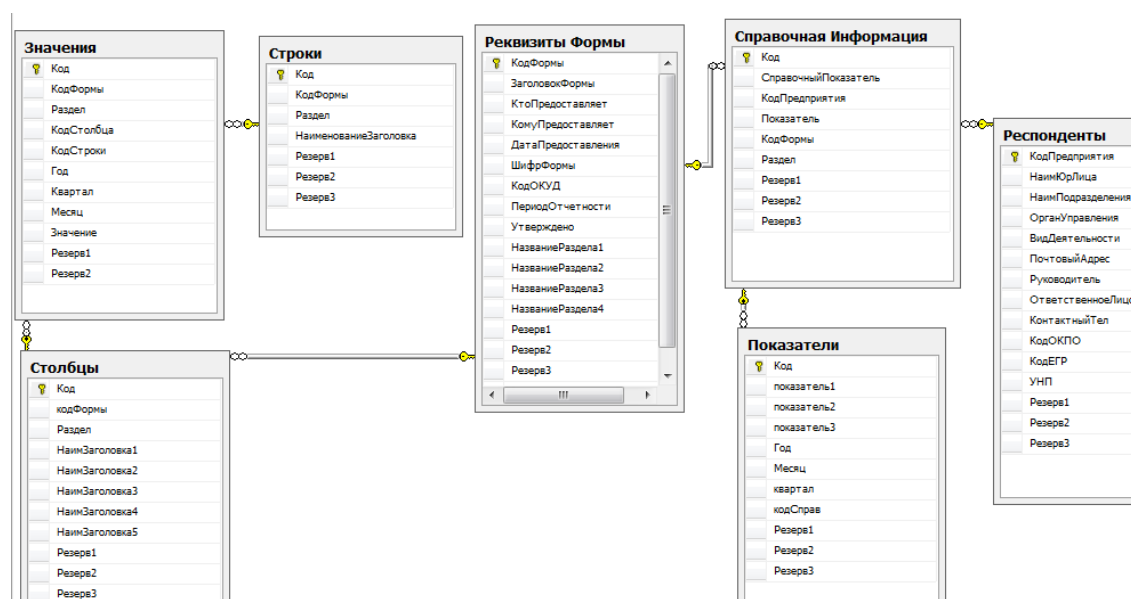 Значения
Код
КодФормы
Раздел
КодСтолбца
КодСтроки
Год
Квартал
Месяц
Значение
Резерв1
Резерв2
Строки
Код
КодФормы
Раздел
НаименованиеЗаголовка
Резерв1
Резерв2
Резерв3
Реквизиты Формы
КодФормы
ЗаголовокФормы
КтоПредоставляет
КомуПредоставляет
ДатаПредоставления
ШифрФормы
КодОКУД
ПериодОтчетности
Утверждено
НазваниеРаздела1
НазваниеРаздела2
НазваниеРаздела3
НазваниеРаздела4
Резерв1
Резерв2
Резерв3
Справочная Информация
Код
СправочныйПоказатель
КодПредприятия
Показатель
КодФормы
Раздел
Резерв1
Резерв2
Резерв3
Респонденты
КодПредприятия
НаимЮрЛица
НаимПодразделения
ОрганУправления
ВидДеятельности
ПочтовыйАдрес
Руководитель
ОтветственноеЛицо
КонтактныйТел
КодОКПО
КодЕГР
УНП
Резерв1
Резерв2
Резерв3
Столбцы
Код
кодФормы
Раздел
НаимЗаголовка1
НаимЗаголовка2
НаимЗаголовка3
НаимЗаголовка4
НаимЗаголовка5
Резерв1
Резерв2
Резерв3
Показатели
Код
показатель1
показатель2
показатель3
Год
Месяц
квартал
кодСправ
Резерв1
Резерв2
Резерв3